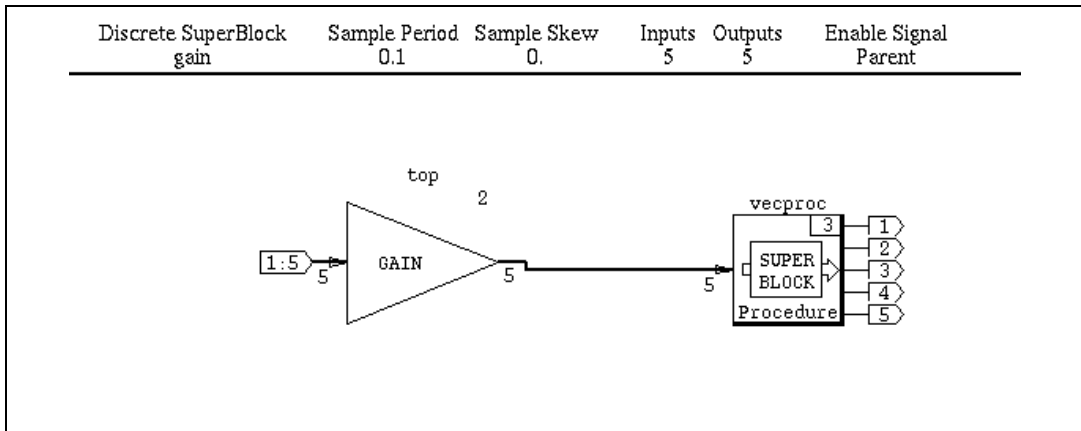 Discrete SuperBlock Sample Period Sample Skew Inputs Outputs Enable Signal
gain 0.1 0. 5 5 Parent
top
2
vecproc
3 1
2
1:5 GAIN SUPER 3
5 5 5 BLOCK
4
Procedure 5